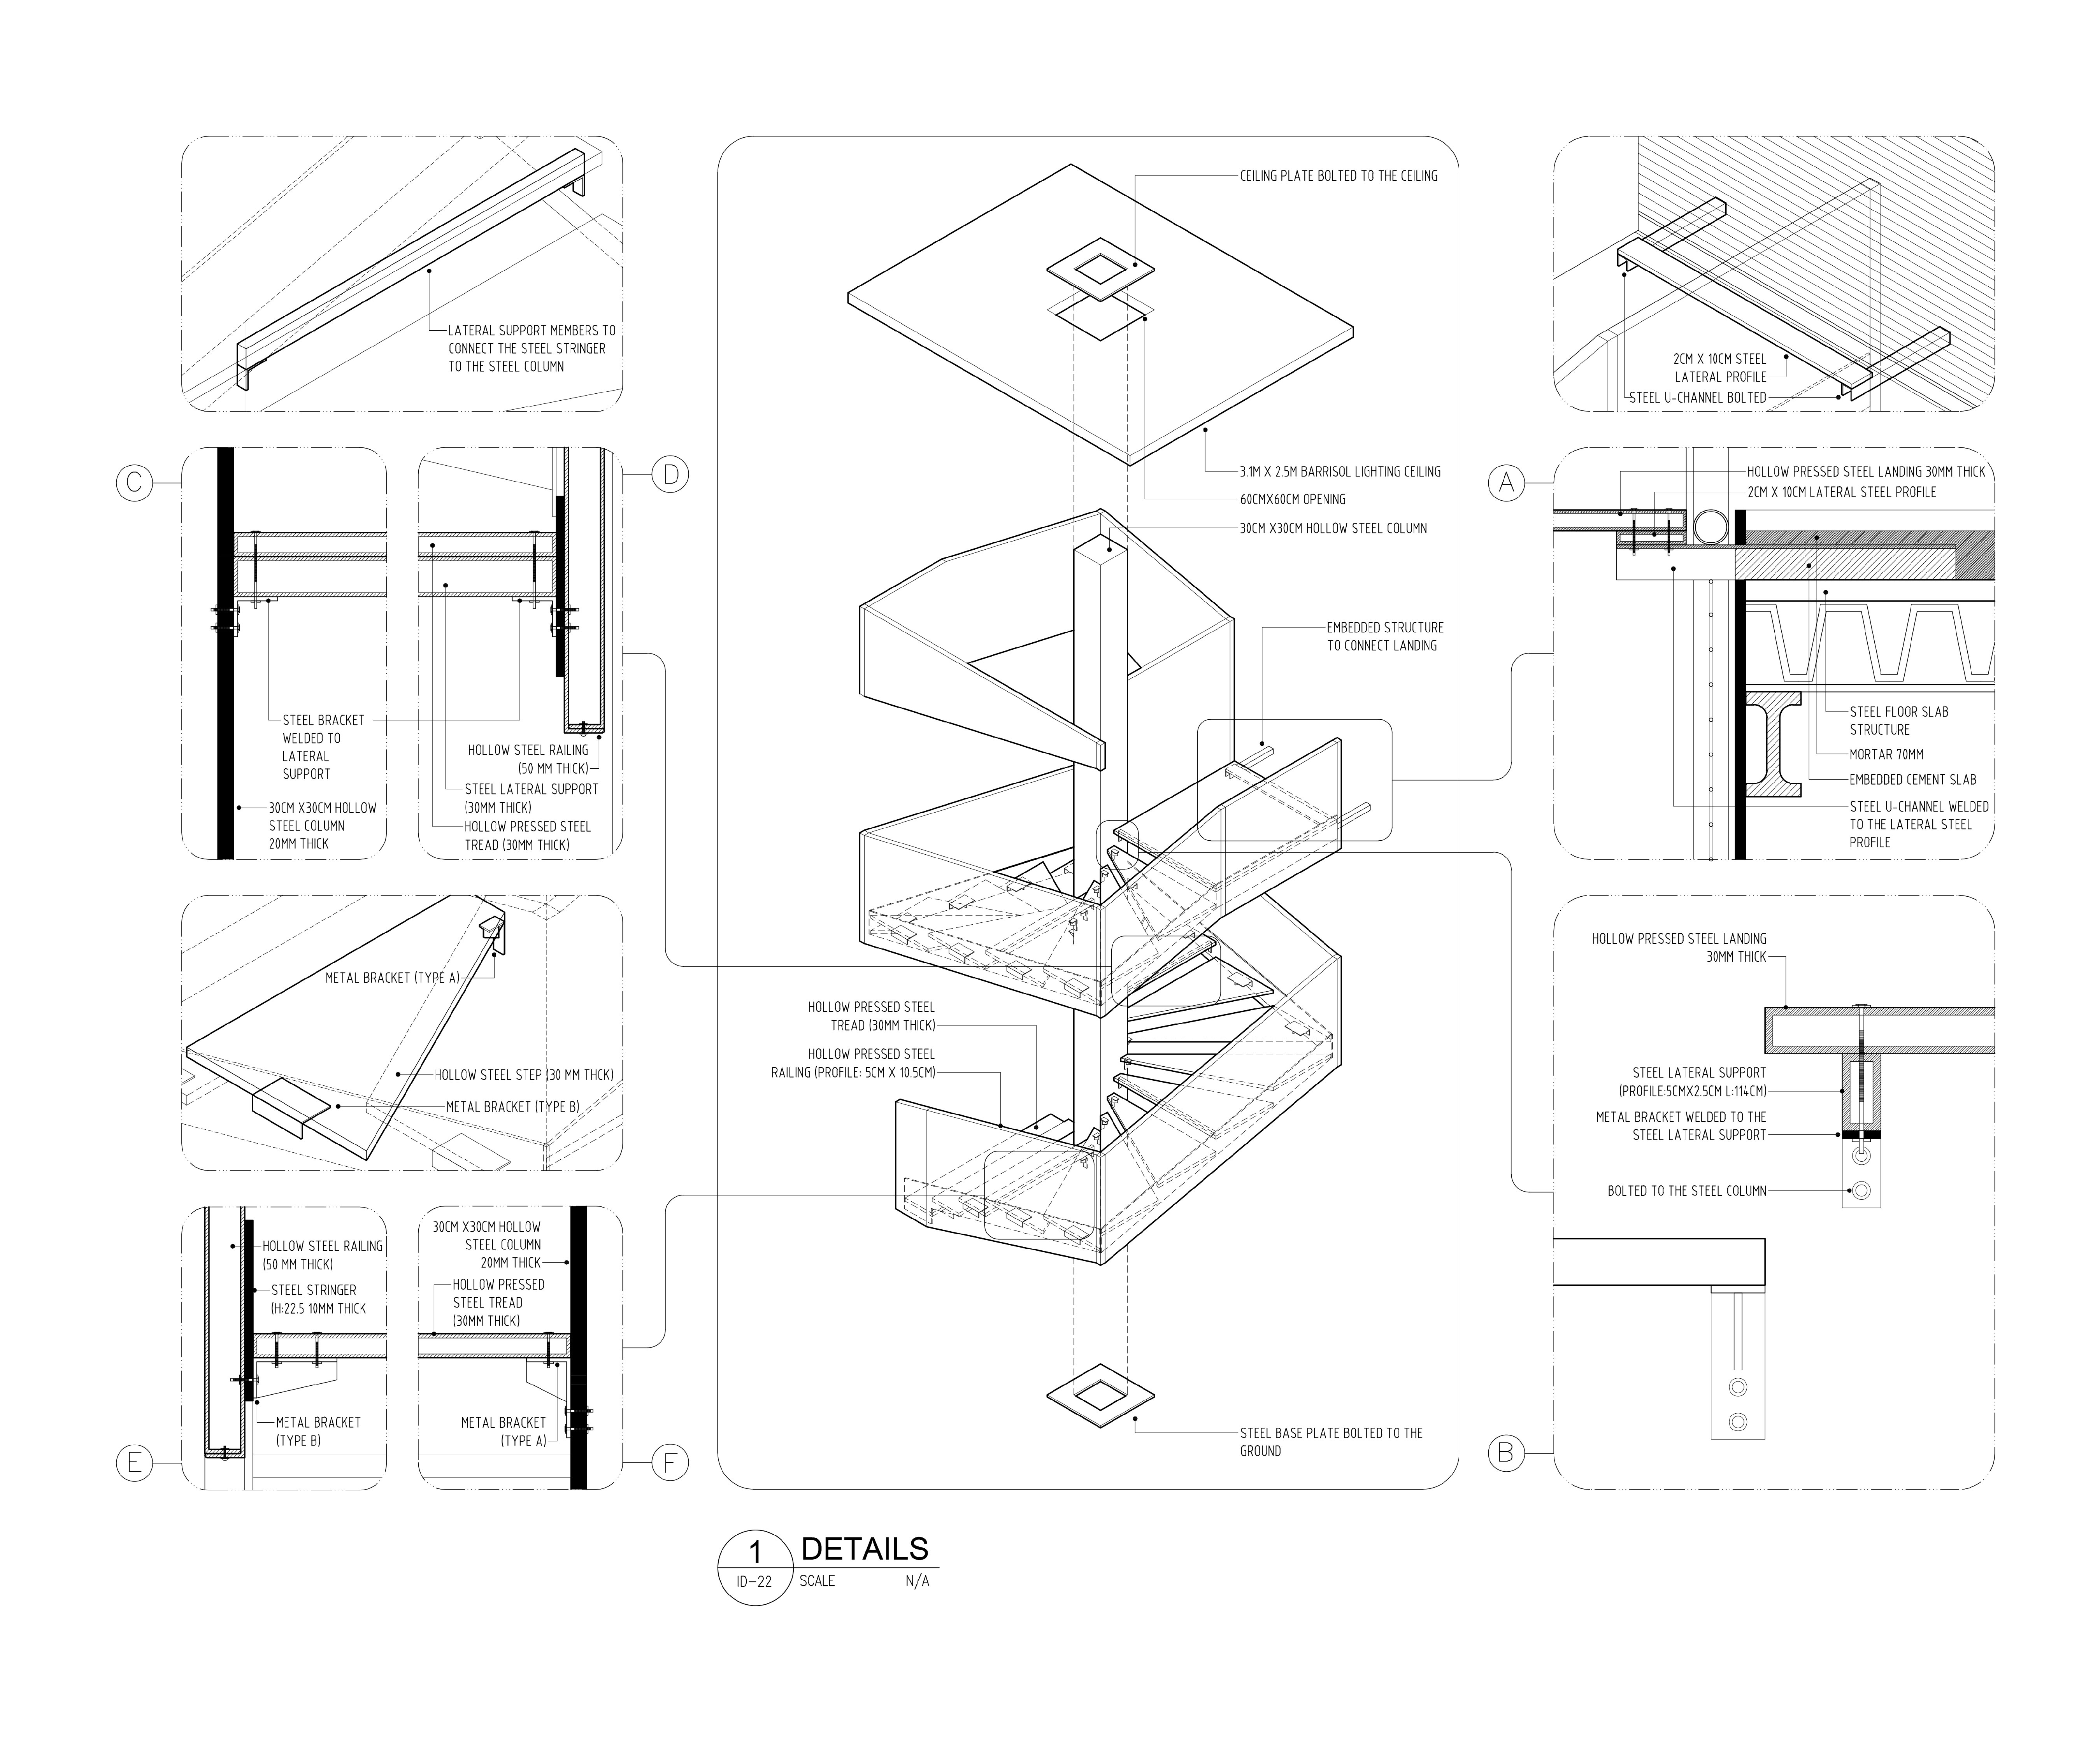 LATERAL SUPPORT MEMBERS TO
CONNECT THE STEEL STRINGER
TO THE STEEL COLUMN
C
D
STEEL BRACKET
WELDED TO
LATERAL
SUPPORT
30CM X30CM HOLLOW
STEEL COLUMN
20MM THICK
HOLLOW STEEL RAILING
(50 MM THICK)
STEEL LATERAL SUPPORT
(30MM THICK)
HOLLOW PRESSED STEEL
TREAD (30MM THICK)
METAL BRACKET (TYPE A)
HOLLOW STEEL STEP (30 MM THCK)
METAL BRACKET (TYPE B)
HOLLOW STEEL RAILING
(50 MM THICK)
STEEL STRINGER
(H:22.5 10MM THICK
METAL BRACKET
(TYPE B)
30CM X30CM HOLLOW
STEEL COLUMN
20MM THICK
HOLLOW PRESSED
STEEL TREAD
(30MM THICK)
METAL BRACKET
(TYPE A)
E
F
CEILING PLATE BOLTED TO THE CEILING
3.1M X 2.5M BARRISOL LIGHTING CEILING
60CMX60CM OPENING
30CM X30CM HOLLOW STEEL COLUMN
EMBEDDED STRUCTURE
TO CONNECT LANDING
HOLLOW PRESSED STEEL
TREAD (30MM THICK)
HOLLOW PRESSED STEEL
RAILING (PROFILE: 5CM X 10.5CM)
STEEL BASE PLATE BOLTED TO THE
GROUND
2CM X 10CM STEEL
LATERAL PROFILE
STEEL U-CHANNEL BOLTED
A
HOLLOW PRESSED STEEL LANDING 30MM THICK
2CM X 10CM LATERAL STEEL PROFILE
STEEL FLOOR SLAB
STRUCTURE
MORTAR 70MM
EMBEDDED CEMENT SLAB
STEEL U-CHANNEL WELDED
TO THE LATERAL STEEL
PROFILE
HOLLOW PRESSED STEEL LANDING
30MM THICK
STEEL LATERAL SUPPORT
(PROFILE:5CMX2.5CM L:114CM)
METAL BRACKET WELDED TO THE
STEEL LATERAL SUPPORT
BOLTED TO THE STEEL COLUMN
B
1
DETAILS
ID-22
SCALE N/A